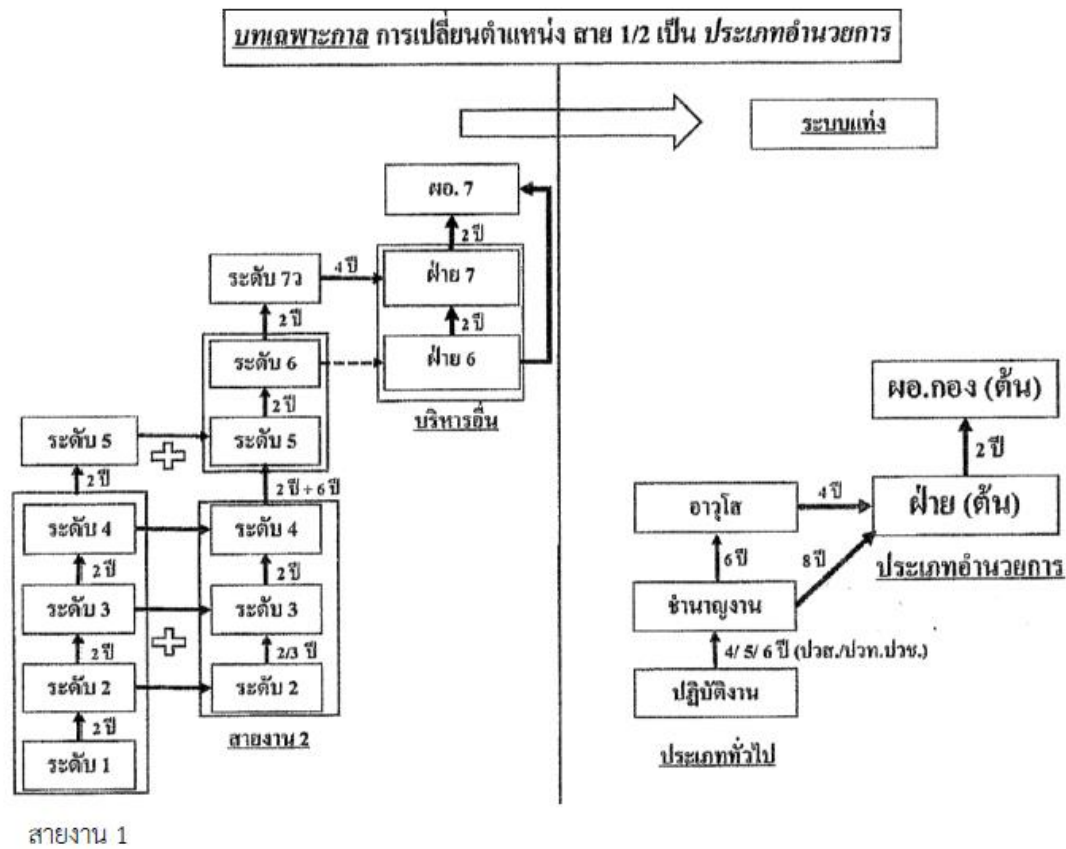 บทเฉพาะกาล การเปลี่ยนตำแหน่ง สาย 1/2 เป็น ประเภทอำนวยการ
ระบบแท่ง
ผอ. 7
2 ปี
ระดับ 7ว
4 ปี
ฝ่าย 7
2 ปี
2 ปี
ระดับ 6
ฝ่าย 6
บริหารอื่น
2 ปี
ระดับ 5
ระดับ 5
2 ปี
2 ปี + 6 ปี
ระดับ 4
ระดับ 4
2 ปี
2 ปี
ระดับ 3
ระดับ 3
2 ปี
2/3 ปี
ระดับ 2
ระดับ 2
2 ปี
สายงาน 2
ระดับ 1
สายงาน 1
ผอ.กอง (ต้น)
2 ปี
อาวุโส
4 ปี
ฝ่าย (ต้น)
6 ปี
8 ปี
ประเภทอำนวยการ
ชำนาญงาน
4/ 5/ 6 ปี (ปวส./ปวท.ปวช.)
ปฏิบัติงาน
ประเภททั่วไป